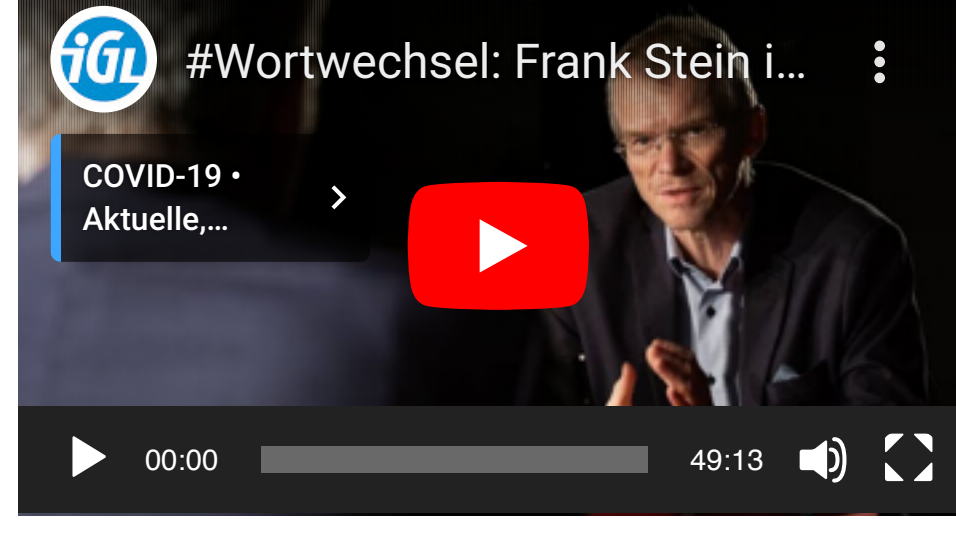 iGL
#Wortwechsel: Frank Stein i…
COVID-19 •
Aktuelle,…
00:00
49:13